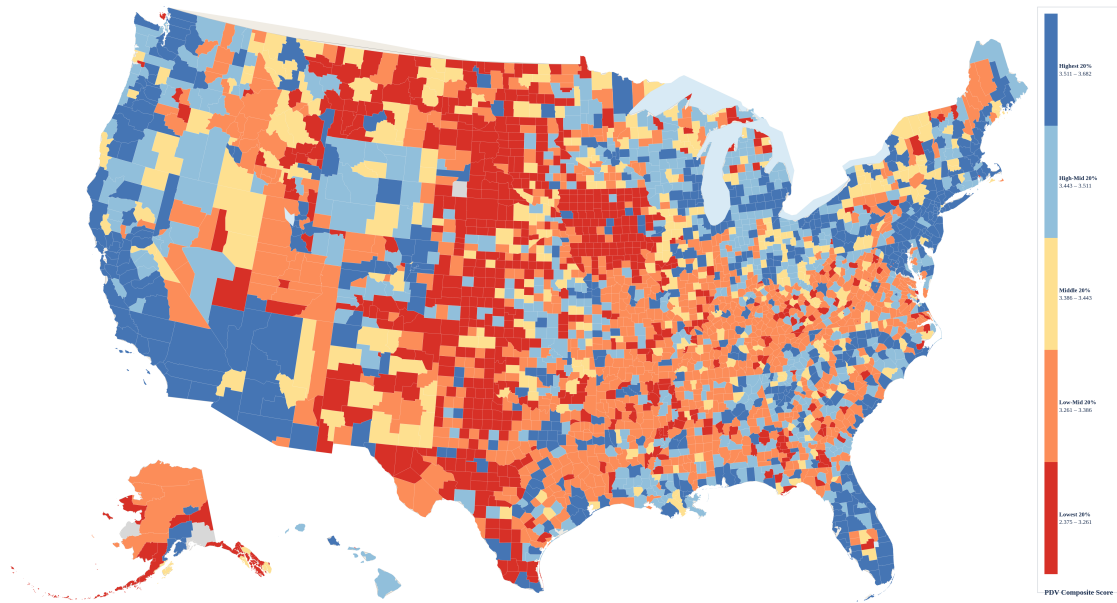 Highest 20%
3.511 – 3.682
High-Mid 20%
3.443 – 3.511
Middle 20%
3.386 – 3.443
Low-Mid 20%
3.261 – 3.386
Lowest 20%
2.375 – 3.261
PDV Composite Score